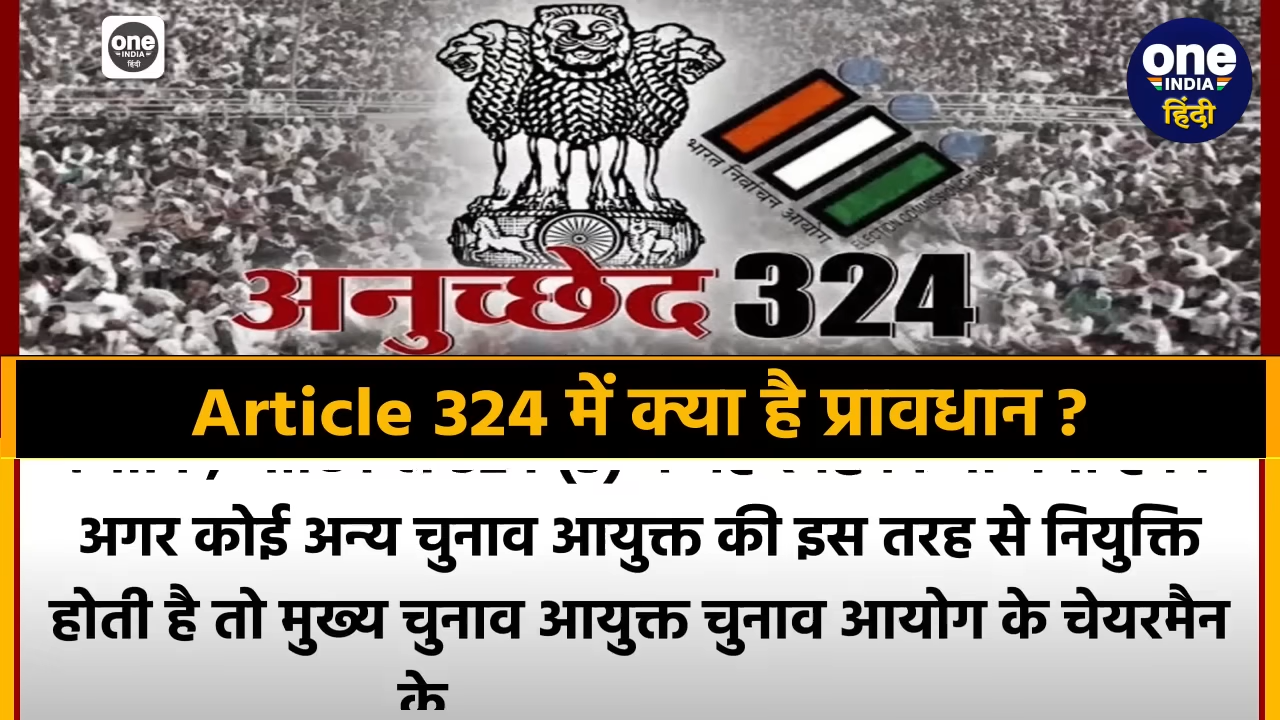 one
INDIA
हिंदी
one
INDIA
हिंदी
भारत निर्वाचन आयोग
अनुच्छेद 324
Article 324 में क्या है प्रावधान ?
अगर कोई अन्य चुनाव आयुक्त की इस तरह से नियुक्ति
होती है तो मुख्य चुनाव आयुक्त चुनाव आयोग के चेयरमैन
के